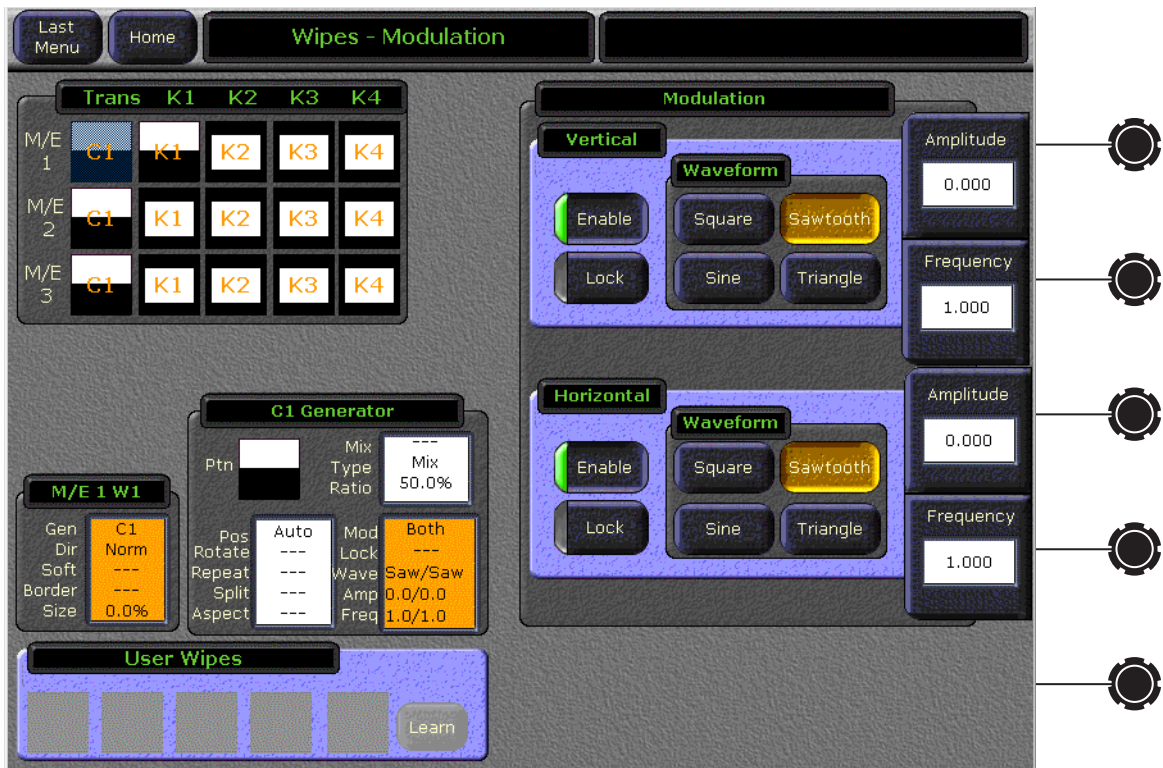 Last
Menu
Home
Wipes - Modulation
Trans K1 K2 K3 K4
M/E
1
C1 K1 K2 K3 K4
M/E
2
C1 K1 K2 K3 K4
M/E
3
C1 K1 K2 K3 K4
Modulation
Vertical
Waveform
Enable
Square
Sawtooth
Lock
Sine
Triangle
Amplitude
0.000
Frequency
1.000
Horizontal
Waveform
Enable
Square
Sawtooth
Lock
Sine
Triangle
Amplitude
0.000
Frequency
1.000
C1 Generator
Ptn
Mix ---
Type Mix
Ratio 50.0%
Pos Auto
Rotate ---
Repeat ---
Split ---
Aspect ---
Mod Both
Lock ---
Wave Saw/Saw
Amp 0.0/0.0
Freq 1.0/1.0
M/E 1 W1
Gen C1
Dir Norm
Soft ---
Border ---
Size 0.0%
User Wipes
Learn